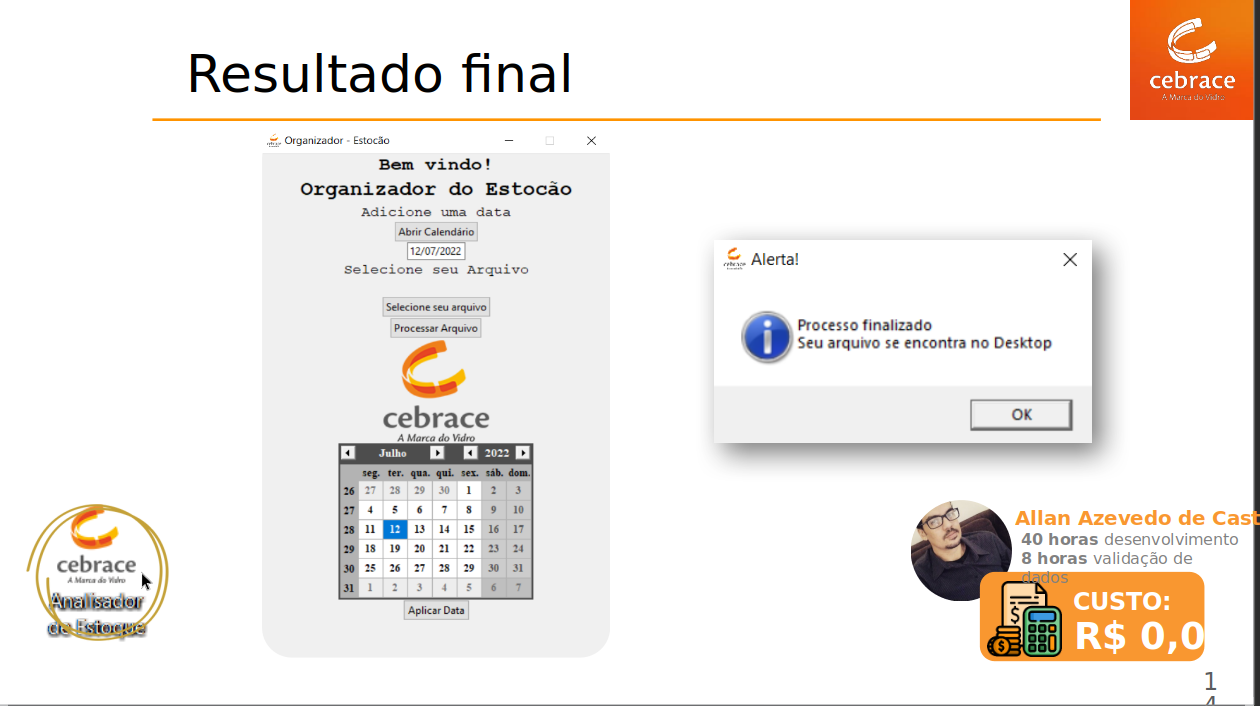 Resultado final
cebrace
A Marca do Vidro
Organizador - Estocão
Bem vindo!
Organizador do Estocão
Adicione uma data
Abrir Calendário
12/07/2022
Selecione seu Arquivo
Selecione seu arquivo
Processar Arquivo
cebrace
A Marca do Vidro
Julho 2022
seg. ter. qua. qui. sex. sáb. dom.
26 27 28 29 30 1 2 3
27 4 5 6 7 8 9 10
28 11 12 13 14 15 16 17
29 18 19 20 21 22 23 24
30 25 26 27 28 29 30 31
31 1 2 3 4 5 6 7
Aplicar Data
cebrace
Alerta!
Processo finalizado
Seu arquivo se encontra no Desktop
OK
cebrace
A Marca do Vidro
Analisador
de Estoque
Allan Azevedo de Cast
40 horas desenvolvimento
8 horas validação de
dados
CUSTO:
R$ 0,0
14